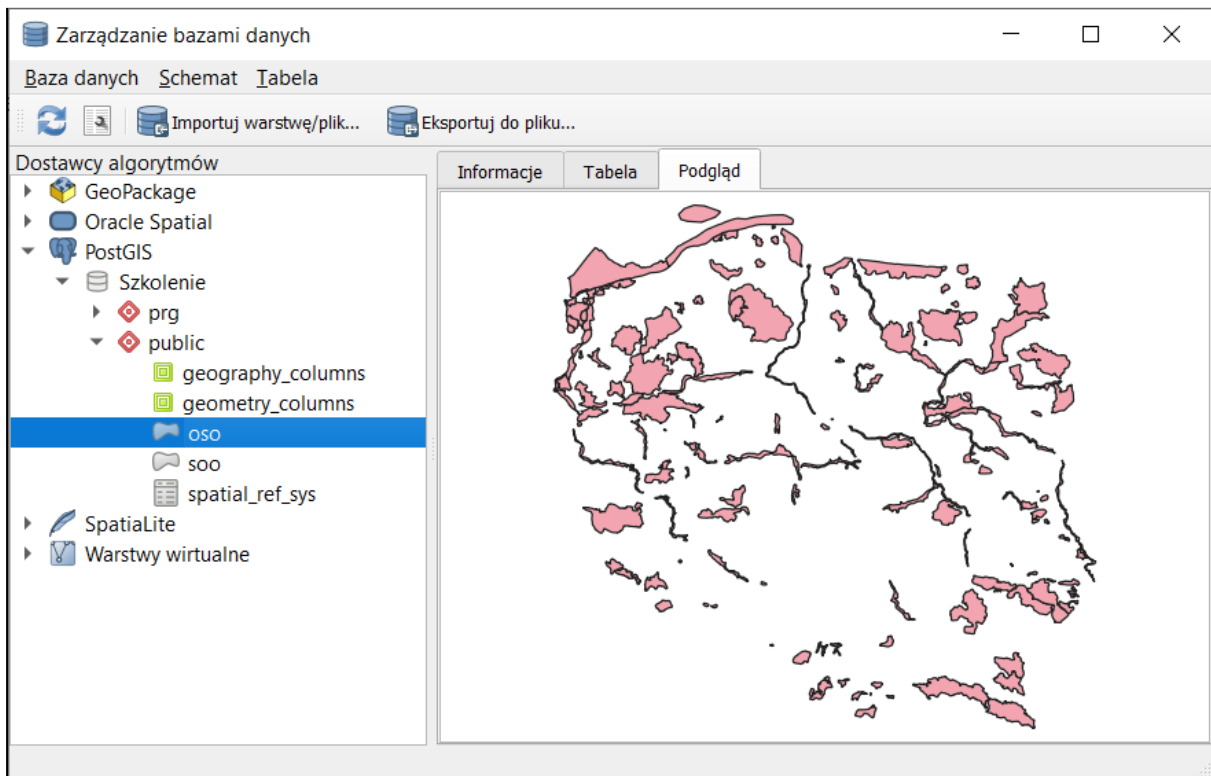 Zarządzanie bazami danych
Baza danych Schemat Tabela
Importuj warstwę/plik... Eksportuj do pliku...
Dostawcy algorytmów
Informacje Tabela Podgląd
GeoPackage
Oracle Spatial
PostGIS
Szkolenie
prg
public
geography_columns
geometry_columns
oso
soo
spatial_ref_sys
SpatiaLite
Warstwy wirtualne